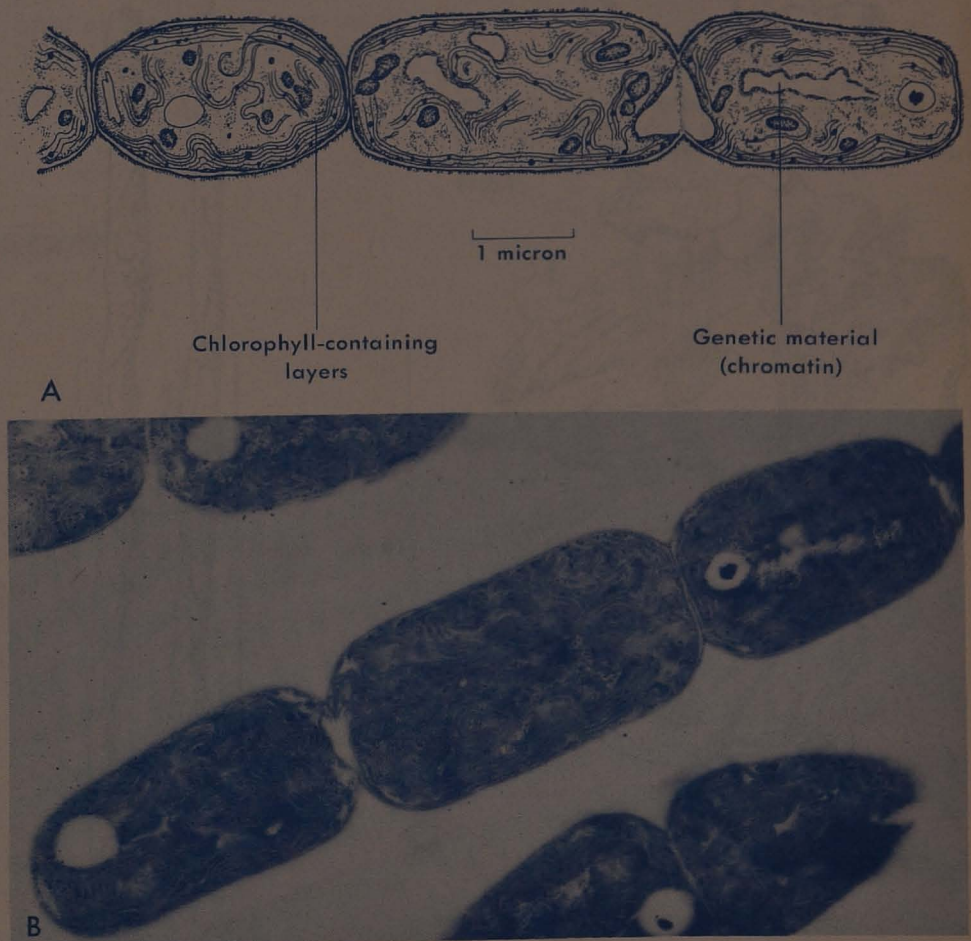 1 micron
Chlorophyll-containing
layers
Genetic material
(chromatin)
A
B